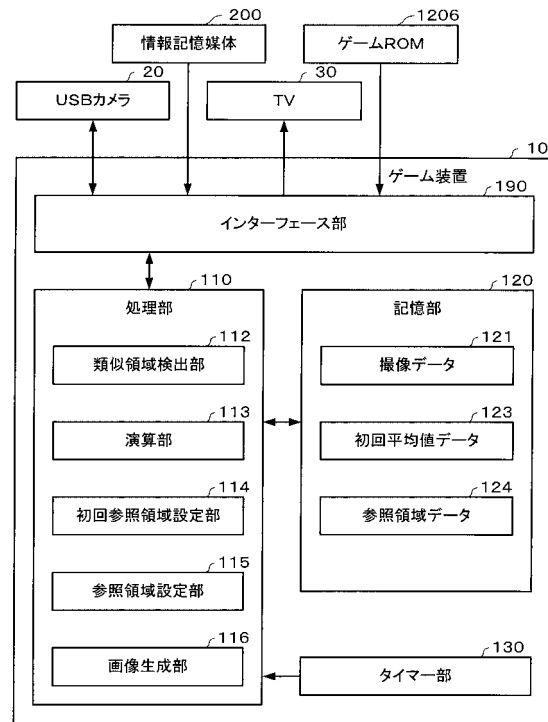 200
情報記憶媒体
1206
ゲームROM
20
USBカメラ
30
TV
10
ゲーム装置
190
インターフェース部
110
処理部
120
記憶部
112
類似領域検出部
121
撮像データ
113
演算部
123
初回平均値データ
114
初回参照領域設定部
124
参照領域データ
115
参照領域設定部
116
画像生成部
130
タイマー部